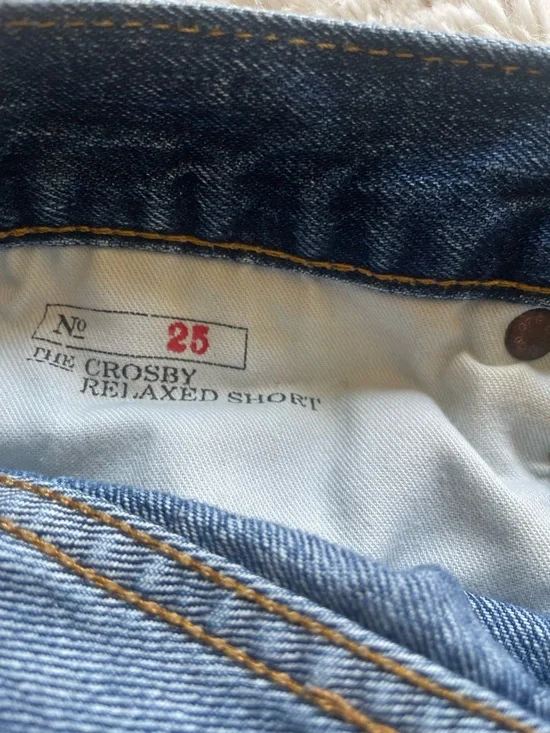 No 25
THE CROSBY
RELAXED SHORT